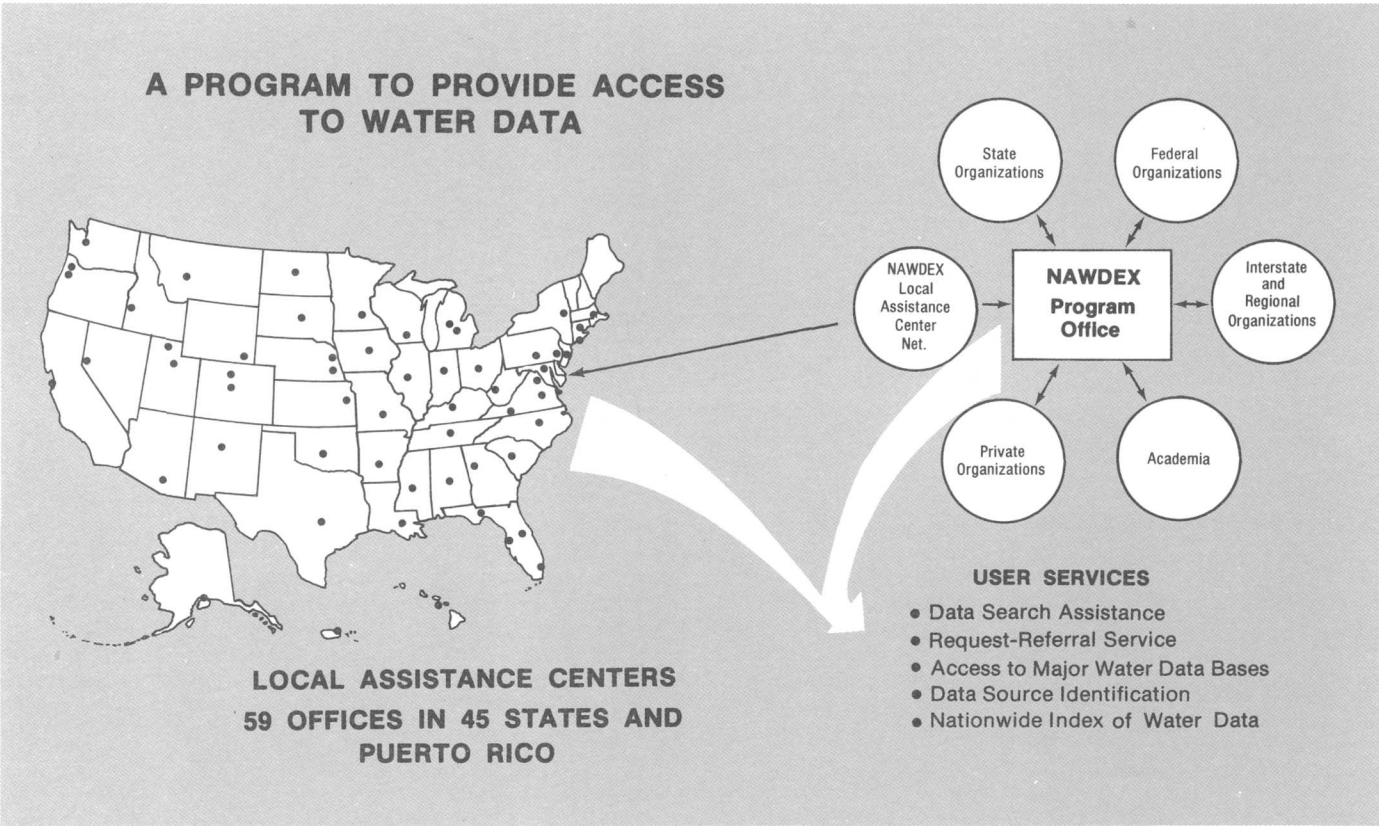 A PROGRAM TO PROVIDE ACCESS
TO WATER DATA
State
Organizations
Federal
Organizations
NAWDEX
Local
Assistance
Center
Net.
NAWDEX
Program
Office
Interstate
and
Regional
Organizations
Private
Organizations
Academia
LOCAL ASSISTANCE CENTERS
59 OFFICES IN 45 STATES AND
PUERTO RICO
USER SERVICES
● Data Search Assistance
● Request-Referral Service
● Access to Major Water Data Bases
● Data Source Identification
● Nationwide Index of Water Data